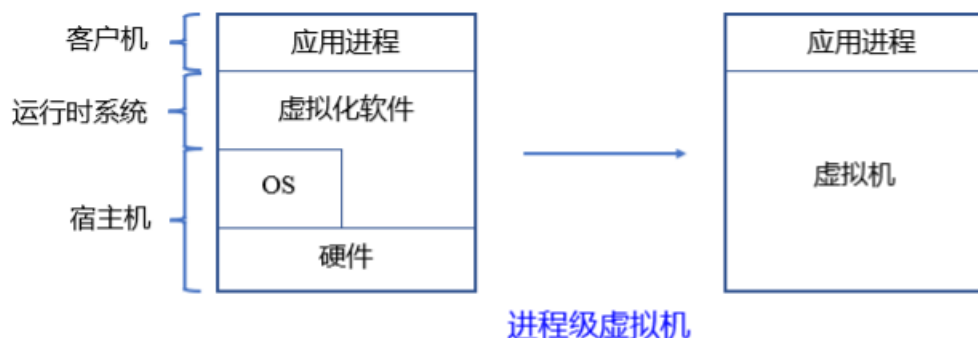 客户机
应用进程
应用进程
运行时系统
虚拟化软件
虚拟机
OS
宿主机
硬件
进程级虚拟机